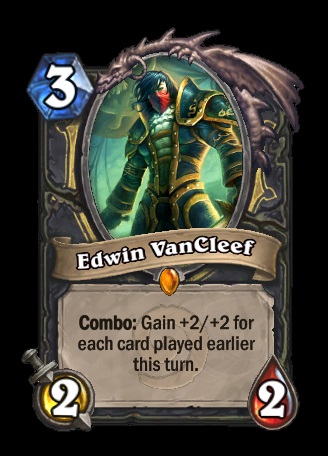 3
Edwin VanCleef
Combo: Gain +2/+2 for
each card played earlier
this turn.
2
2